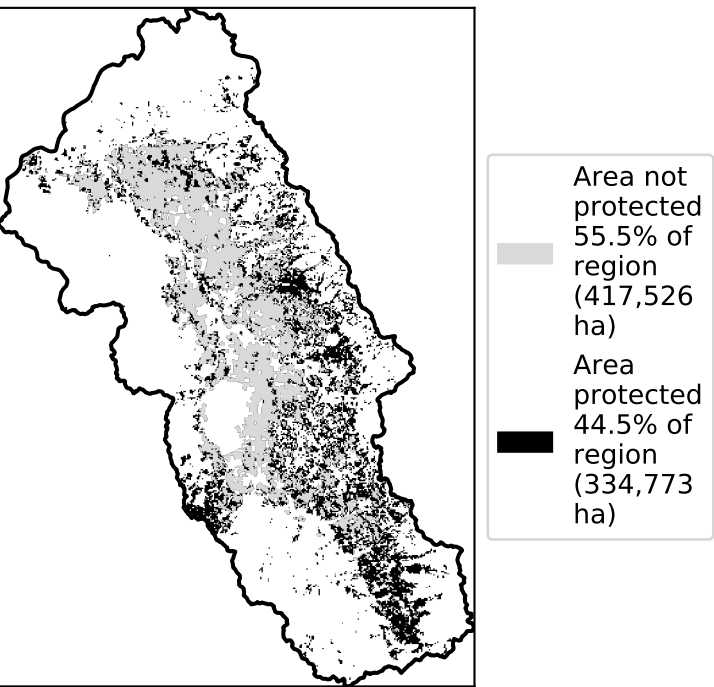 Area not
protected
55.5% of
region
(417,526
ha)
Area
protected
44.5% of
region
(334,773
ha)